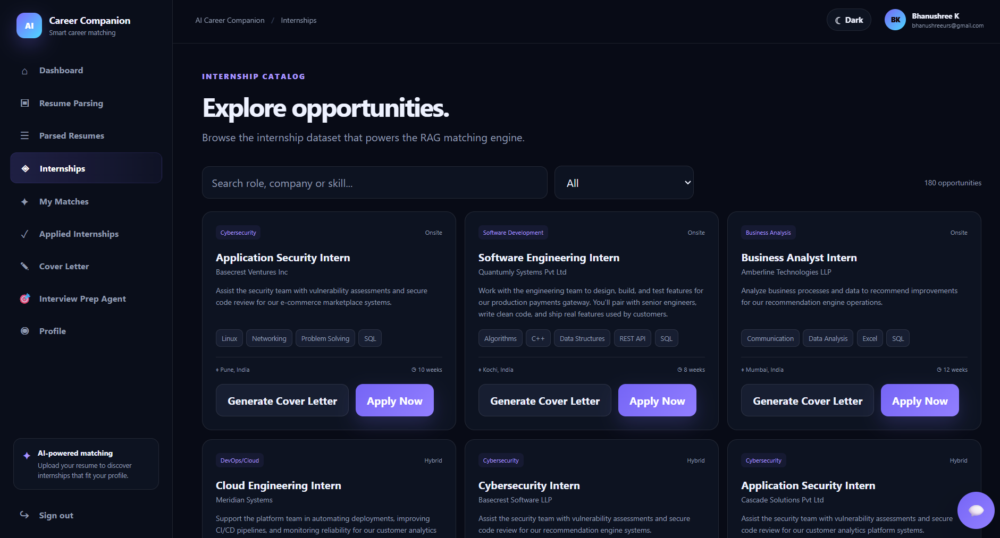 AI
Career Companion
Smart career matching
Dashboard
Resume Parsing
Parsed Resumes
Internships
My Matches
Applied Internships
Cover Letter
Interview Prep Agent
Profile
AI-powered matching
Upload your resume to discover
internships that fit your profile.
Sign out
AI Career Companion / Internships
Dark
BK
Bhanushree K
bhanushreeurs@gmail.com
INTERNSHIP CATALOG
Explore opportunities.
Browse the internship dataset that powers the RAG matching engine.
Search role, company or skill...
All
180 opportunities
Cybersecurity
Onsite
Application Security Intern
Basecrest Ventures Inc
Assist the security team with vulnerability assessments and secure
code review for our e-commerce marketplace systems.
Linux Networking Problem Solving SQL
Pune, India
10 weeks
Generate Cover Letter
Apply Now
Software Development
Onsite
Software Engineering Intern
Quantumly Systems Pvt Ltd
Work with the engineering team to design, build, and test features for
our production payments gateway. You'll pair with senior engineers,
write clean code, and ship real features used by customers.
Algorithms C++ Data Structures REST API SQL
Kochi, India
8 weeks
Generate Cover Letter
Apply Now
Business Analysis
Onsite
Business Analyst Intern
Amberline Technologies LLP
Analyze business processes and data to recommend improvements
for our recommendation engine operations.
Communication Data Analysis Excel SQL
Mumbai, India
12 weeks
Generate Cover Letter
Apply Now
DevOps/Cloud
Hybrid
Cloud Engineering Intern
Meridian Systems
Support the platform team in automating deployments, improving
CI/CD pipelines, and monitoring reliability for our customer analytics
Cybersecurity
Hybrid
Cybersecurity Intern
Basecrest Software LLP
Assist the security team with vulnerability assessments and secure
code review for our recommendation engine systems.
Cybersecurity
Hybrid
Application Security Intern
Cascade Solutions Pvt Ltd
Assist the security team with vulnerability assessments and secure
code review for our customer analytics platform systems.